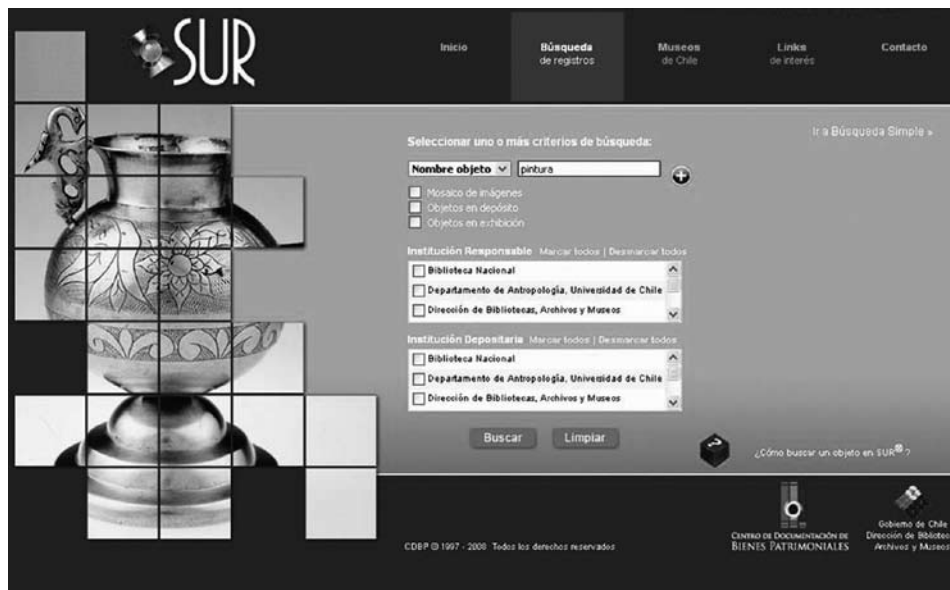 SUR
Inicio
Búsqueda
de registros
Museos
de Chile
Links
de interés
Contacto
Ir a Búsqueda Simple »
Seleccionar uno o más criterios de búsqueda:
Nombre objeto pintura
Mosaico de imágenes
Objetos en depósito
Objetos en exhibición
Institución Responsable Marcar todos | Desmarcar todos
Biblioteca Nacional
Departamento de Antropología, Universidad de Chile
Dirección de Bibliotecas, Archivos y Museos
Institución Depositaria Marcar todos | Desmarcar todos
Biblioteca Nacional
Departamento de Antropología, Universidad de Chile
Dirección de Bibliotecas, Archivos y Museos
Buscar Limpiar
?
¿Cómo buscar un objeto en SUR®?
CENTRO DE DOCUMENTACIÓN DE
BIENES PATRIMONIALES
Gobierno de Chile
Dirección de Bibliotec
Archivos y Museos
CDBP © 1997 - 2008 Todos los derechos reservados